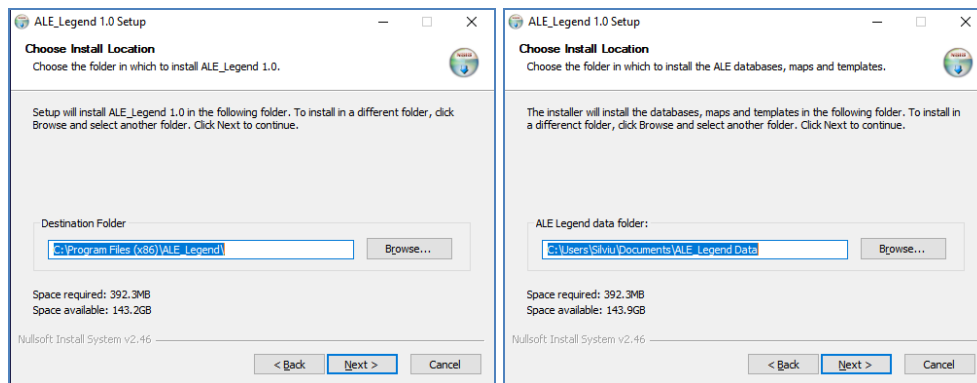 ALE_Legend 1.0 Setup
Choose Install Location
Choose the folder in which to install ALE_Legend 1.0.
Setup will install ALE_Legend 1.0 in the following folder. To install in a different folder, click
Browse and select another folder. Click Next to continue.
Destination Folder
C:\Program Files (x86)\ALE_Legend\
Browse...
Space required: 392.3MB
Space available: 143.2GB
Nullsoft Install System v2.46
< Back
Next >
Cancel
ALE_Legend 1.0 Setup
Choose Install Location
Choose the folder in which to install the ALE databases, maps and templates.
The installer will install the databases, maps and templates in the following folder. To install in
a differenct folder, click Browse and select another folder. Click Next to continue.
ALE Legend data folder:
C:\Users\Silviu\Documents\ALE_Legend Data
Browse...
Space required: 392.3MB
Space available: 143.9GB
Nullsoft Install System v2.46
< Back
Next >
Cancel